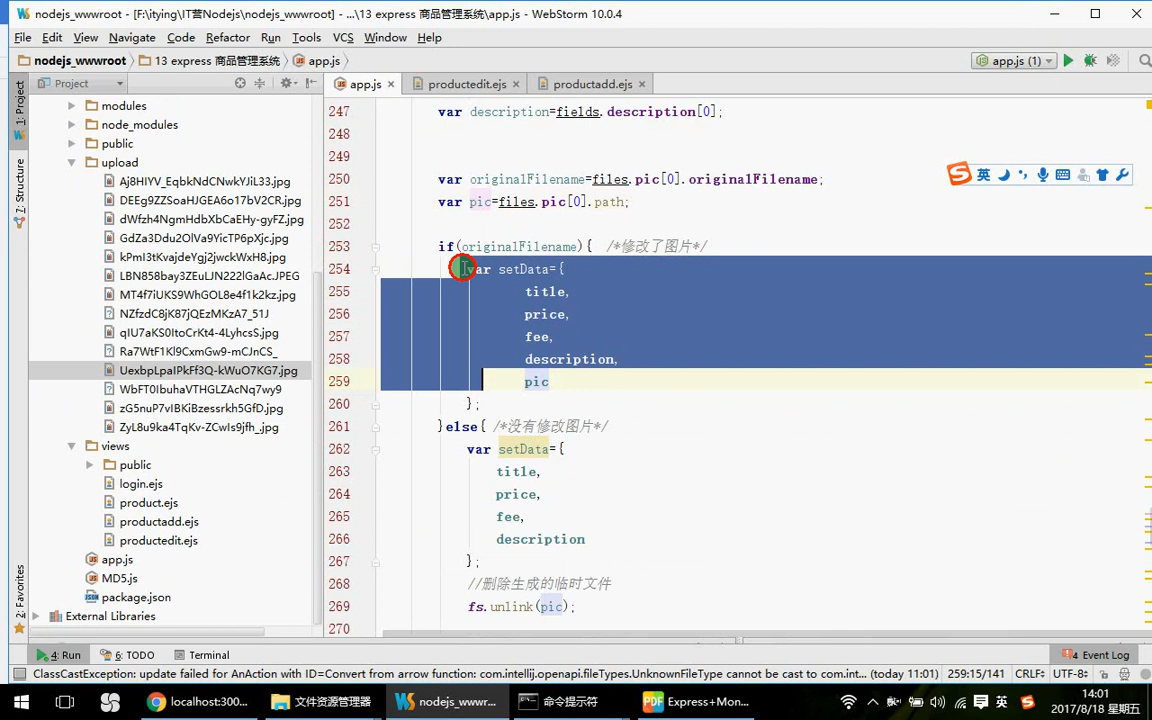 nodejs_wwwroot - [F:\itying\IT营Nodejs\nodejs_wwwroot] - ...\13 express 商品管理系统\app.js - WebStorm 10.0.4
File Edit View Navigate Code Refactor Run Tools VCS Window Help
nodejs_wwwroot 13 express 商品管理系统 app.js app.js (1)
Project app.js productedit.ejs productadd.ejs
1: Project
7: Structure
2: Favorites
modules
node_modules
public
upload
Aj8HIYV_EqbkNdCNwkYJiL33.jpg
DEEg9ZZSoaHJGEA6o17bV2CR.jpg
dWfzh4NgmHdbXbCaEHy-gyFZ.jpg
GdZa3Ddu2OlVa9YicTP6pXjc.jpg
kPmI3tKvajdeYgj2jwckWxH8.jpg
LBN858bay3ZEuLJN222lGaAc.JPEG
MT4f7iUKS9WhGOL8e4f1k2kz.jpg
NZfzdC8jK87jQEzMKzA7_51J
qIU7aKS0ItoCrKt4-4LyhcsS.jpg
Ra7WtF1Kl9CxmGw9-mCJnCS_
UexbpLpaIPkFf3Q-kWuO7KG7.jpg
WbFT0IbuhaVTHGLZAcNq7wy9
zG5nuP7vIBKiBzessrkh5GfD.jpg
ZyL8u9ka4TqKv-ZCwIs9jfh_.jpg
views
public
login.ejs
product.ejs
productadd.ejs
productedit.ejs
app.js
MD5.js
package.json
External Libraries
247 var description=fields.description[0];
248
249
250 var originalFilename=files.pic[0].originalFilename;
251 var pic=files.pic[0].path;
252
253 if(originalFilename){ /*修改了图片*/
254 var setData={
255 title,
256 price,
257 fee,
258 description,
259 pic
260 };
261 }else{ /*没有修改图片*/
262 var setData={
263 title,
264 price,
265 fee,
266 description
267 };
268 //删除生成的临时文件
269 fs.unlink(pic);
270
英
4: Run 6: TODO Terminal 4 Event Log
ClassCastException: update failed for AnAction with ID=Convert from arrow function: com.intellij.openapi.fileTypes.UnknownFileType cannot be cast to com.int... (today 11:01) 259:15/141 CRLF UTF-8
localhost:300... 文件资源管理器 nodejs_wwwr... 命令提示符 Express+Mon... 英 14:01
2017/8/18 星期五